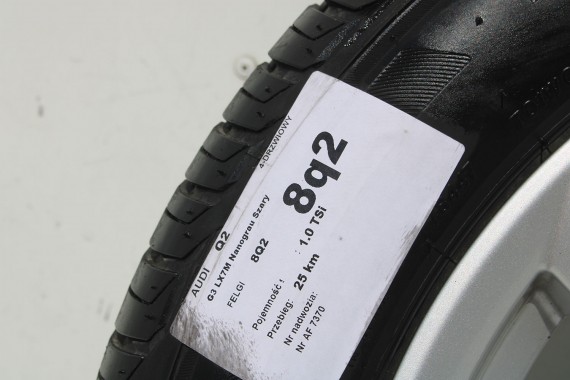 4-DRZWIOWY
8q2
AUDI Q2
G3 LX7M Nanograu Szary
FELGI 8Q2
Pojemność : 1.0 TSi
Przebieg: 25 km
Nr nadwozia:
Nr AF 7370